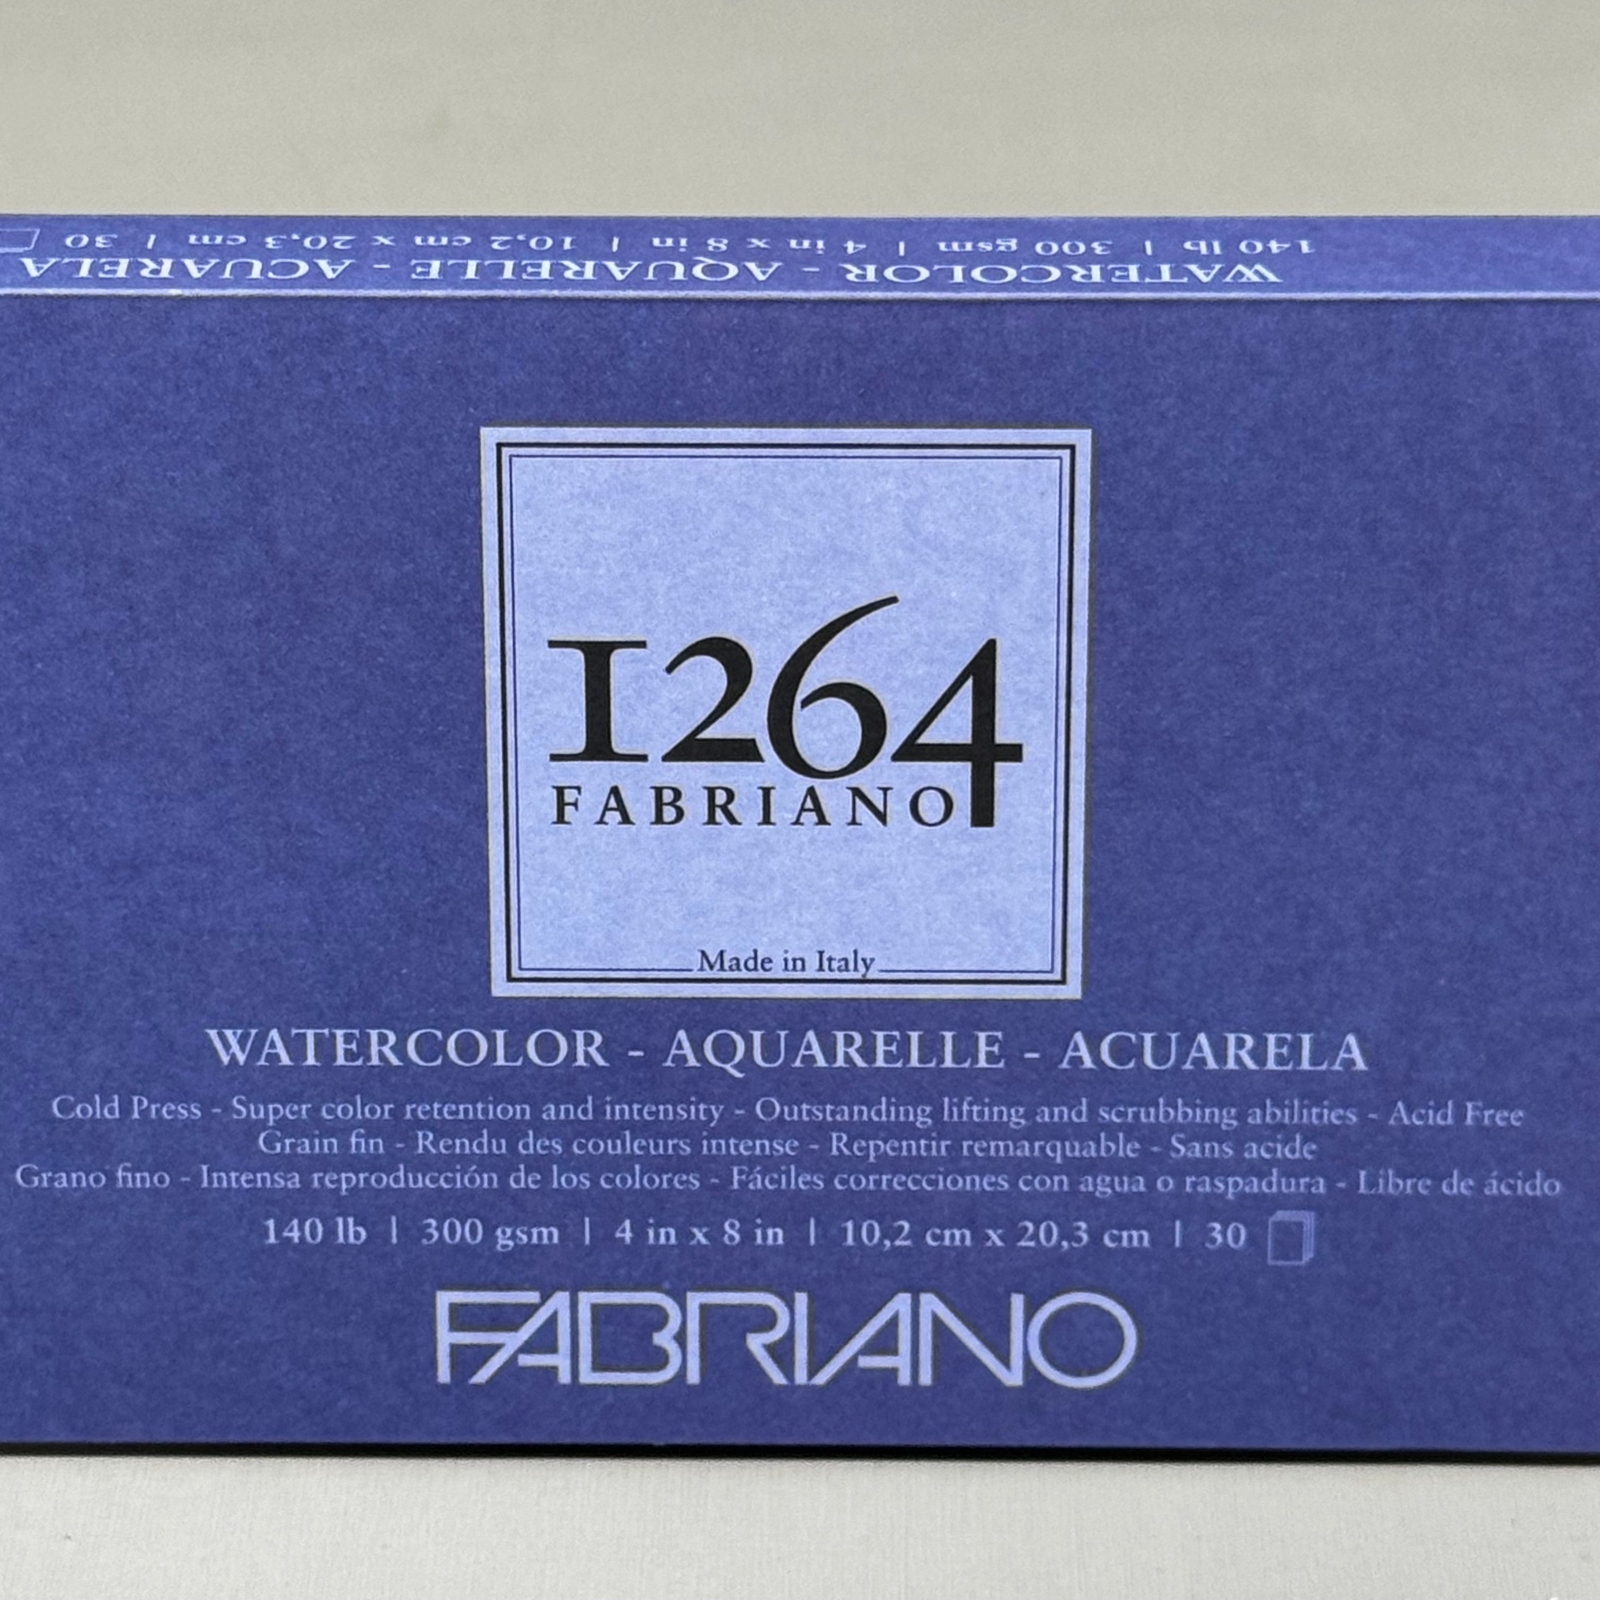 140 lb | 300 gsm | 4 in x 8 in | 10,2 cm x 20,3 cm | 30
WATERCOLOR - AQUARELLE - ACUARELA
1264
FABRIANO
Made in Italy
WATERCOLOR - AQUARELLE - ACUARELA
Cold Press - Super color retention and intensity - Outstanding lifting and scrubbing abilities - Acid Free
Grain fin - Rendu des couleurs intense - Repentir remarquable - Sans acide
Grano fino - Intensa reproducción de los colores - Fáciles correcciones con agua o raspadura - Libre de ácido
140 lb | 300 gsm | 4 in x 8 in | 10,2 cm x 20,3 cm | 30
FABRIANO